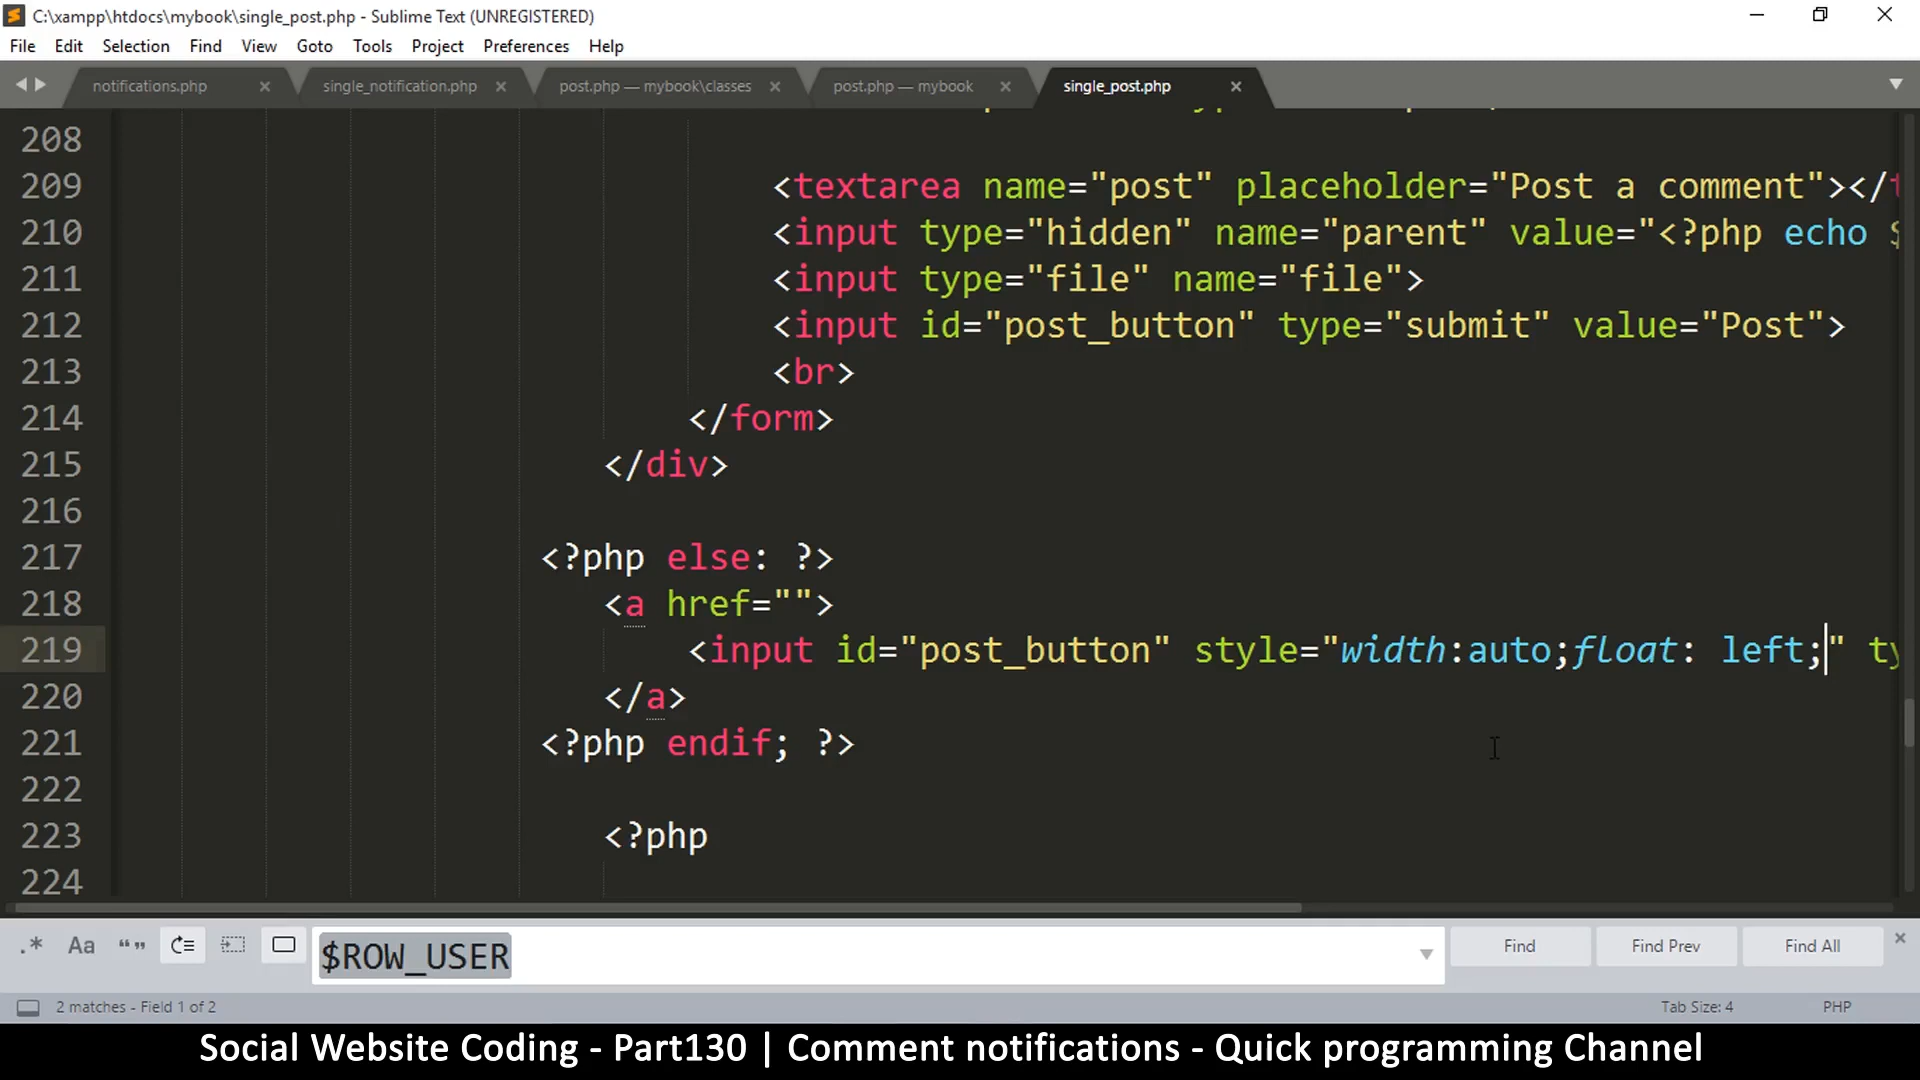 C:\xampp\htdocs\mybook\single_post.php - Sublime Text (UNREGISTERED)
File Edit Selection Find View Goto Tools Project Preferences Help
notifications.php single_notification.php post.php — mybook\classes post.php — mybook single_post.php
208
209 <textarea name="post" placeholder="Post a comment"></t
210 <input type="hidden" name="parent" value="<?php echo $
211 <input type="file" name="file">
212 <input id="post_button" type="submit" value="Post">
213 <br>
214 </form>
215 </div>
216
217 <?php else: ?>
218 <a href="">
219 <input id="post_button" style="width:auto;float: left;" ty
220 </a>
221 <?php endif; ?>
222
223 <?php
224
.* Aa “” $ROW_USER Find Find Prev Find All
2 matches - Field 1 of 2 Tab Size: 4 PHP
Social Website Coding - Part130 | Comment notifications - Quick programming Channel